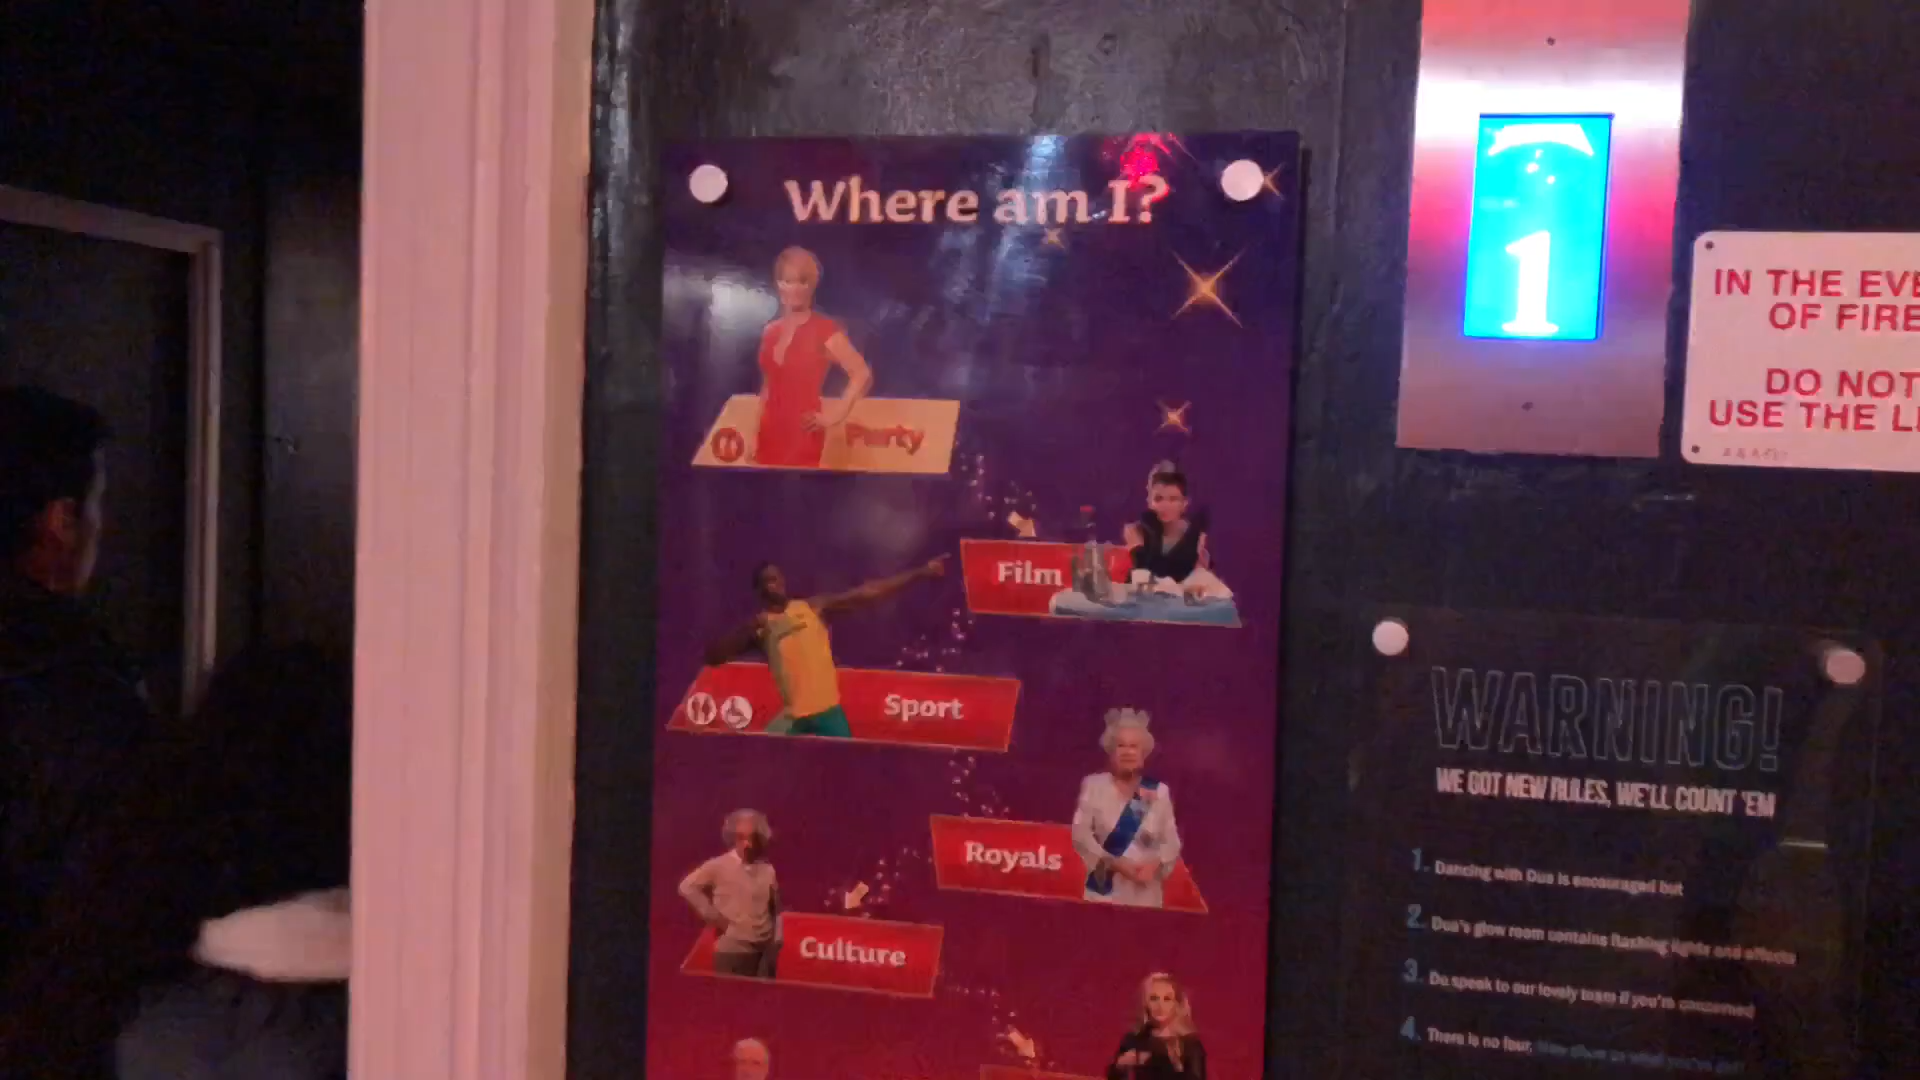 Where am I?
Party
Film
Sport
Royals
Culture
1
IN THE EVE
OF FIRE
DO NOT
USE THE LI
WARNING!
WE GOT NEW RULES, WE'LL COUNT 'EM
1. Dancing with Dua is encouraged but
2. Dua's glow room contains flashing lights and effects
3. Do speak to our lovely team if you're concerned
4. There is no four,